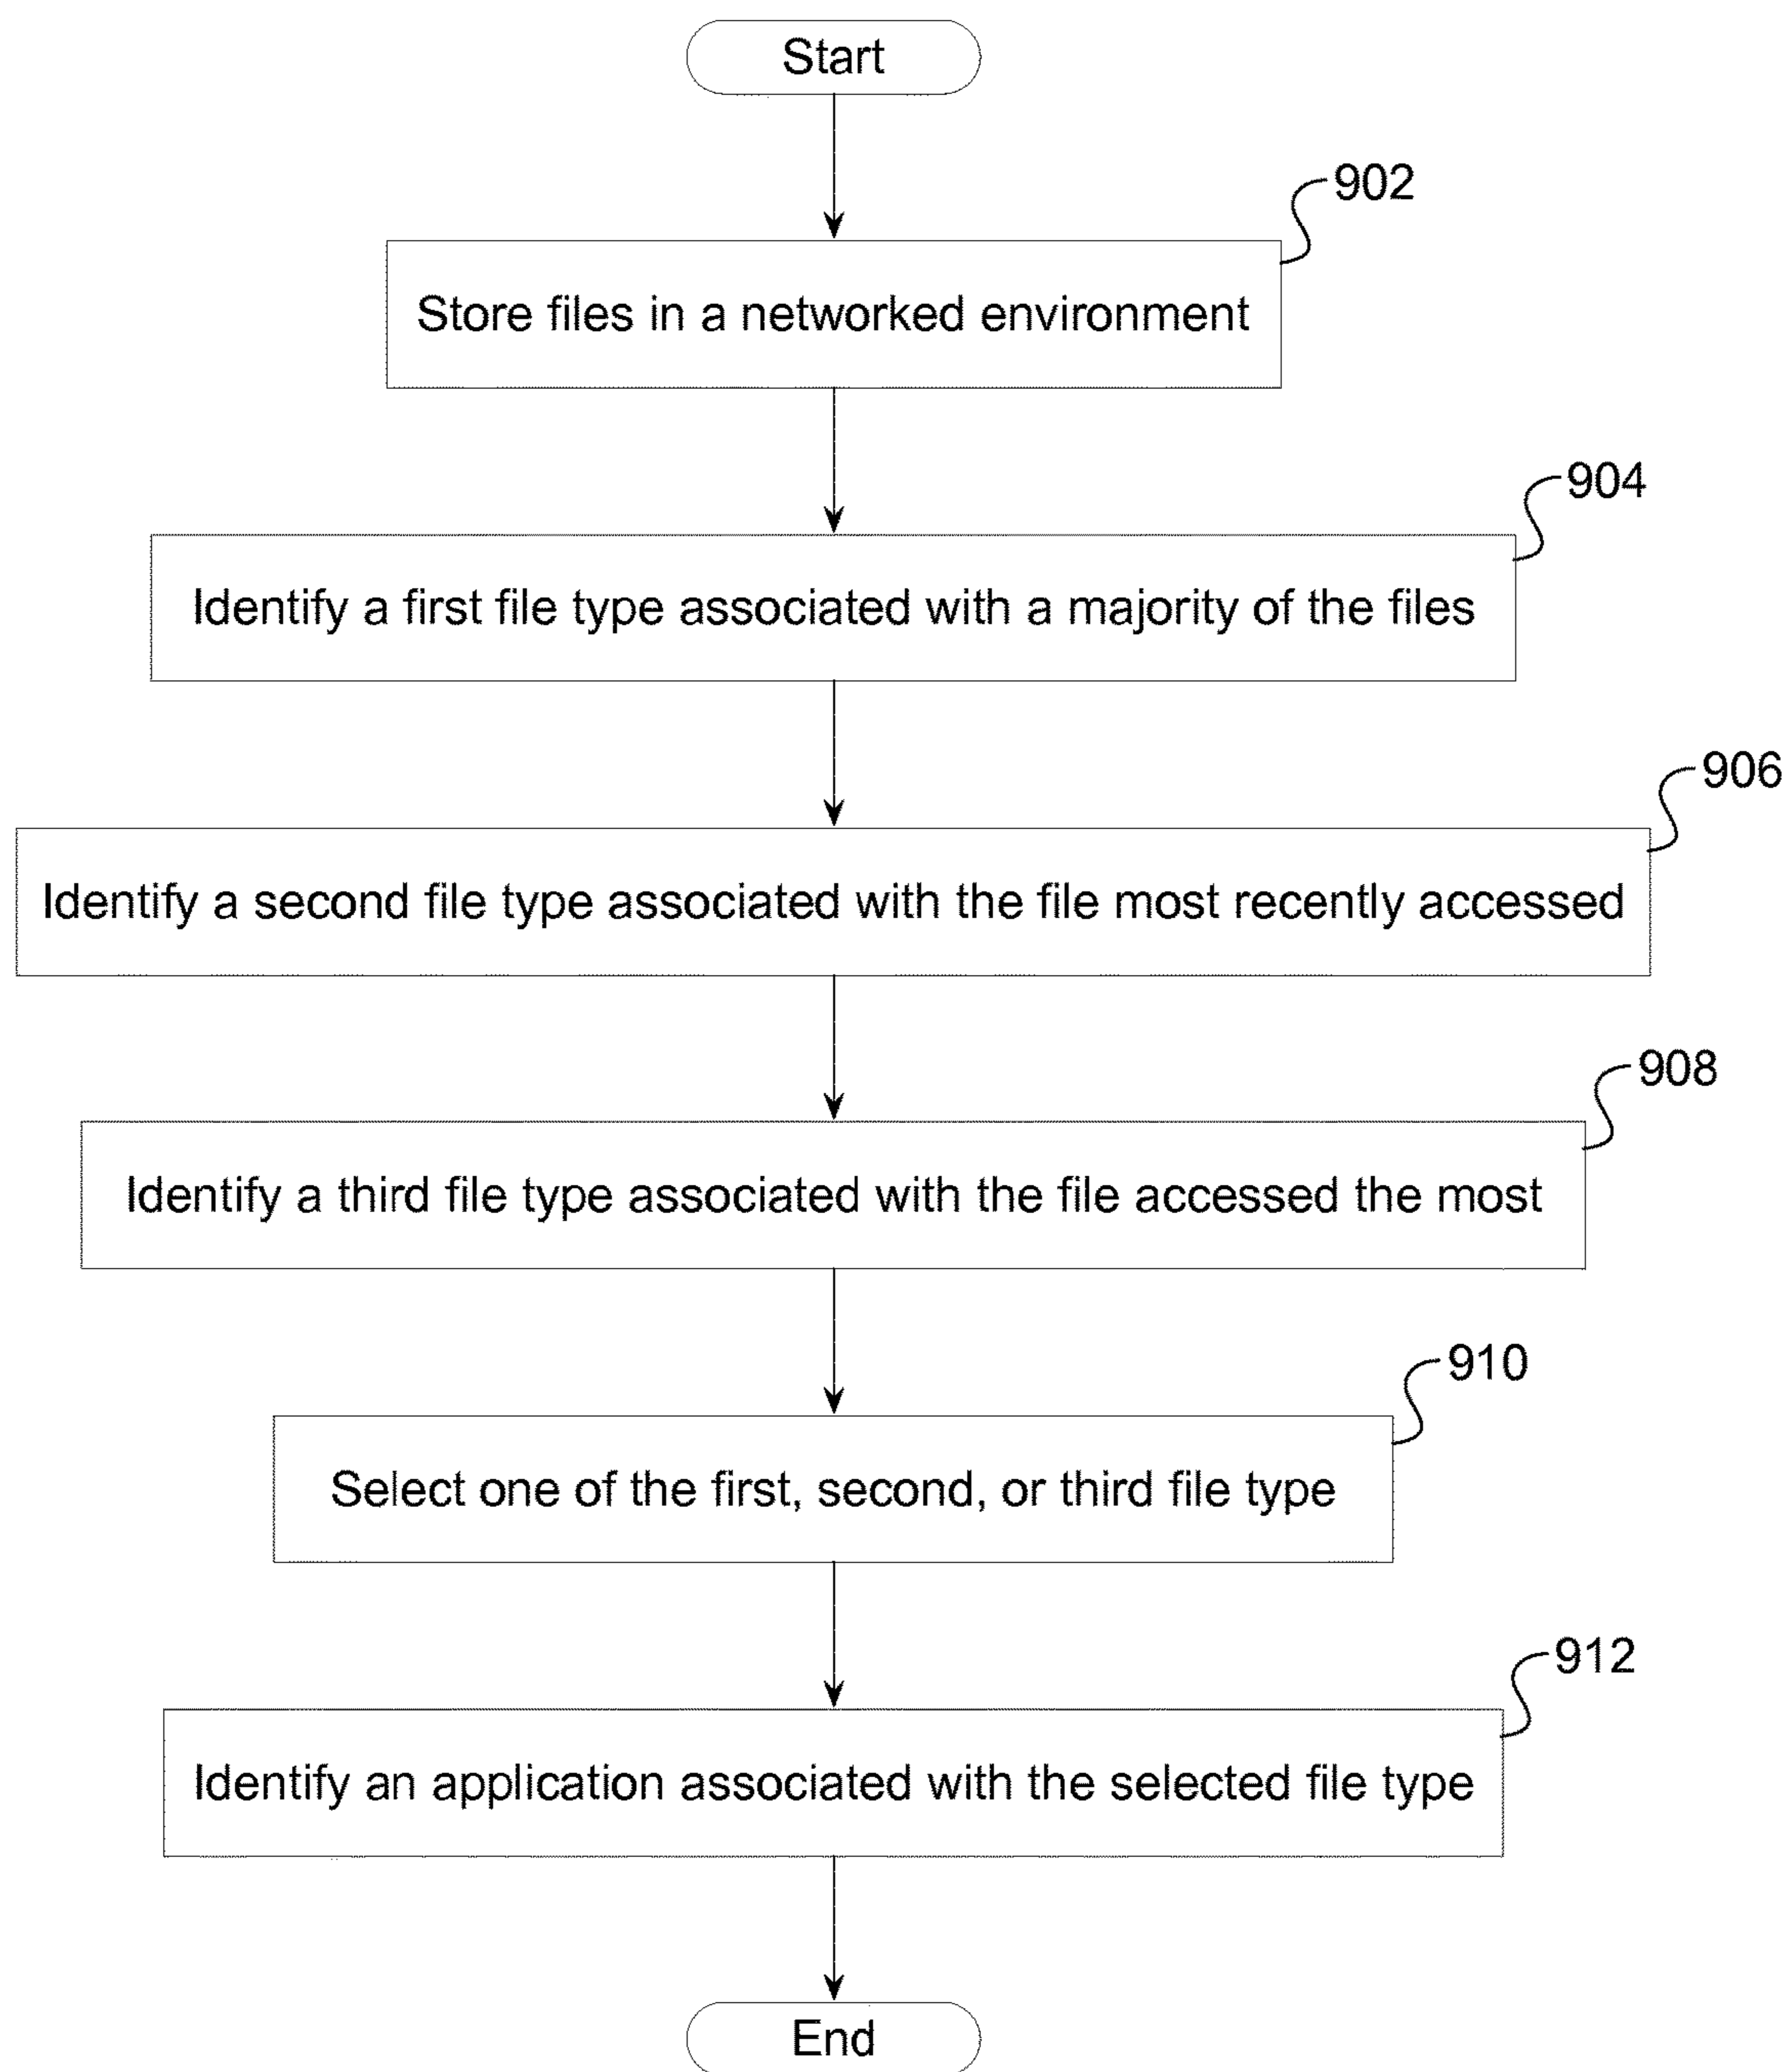 Start
902
Store files in a networked environment
904
Identify a first file type associated with a majority of the files
906
Identify a second file type associated with the file most recently accessed
908
Identify a third file type associated with the file accessed the most
910
Select one of the first, second, or third file type
912
Identify an application associated with the selected file type
End